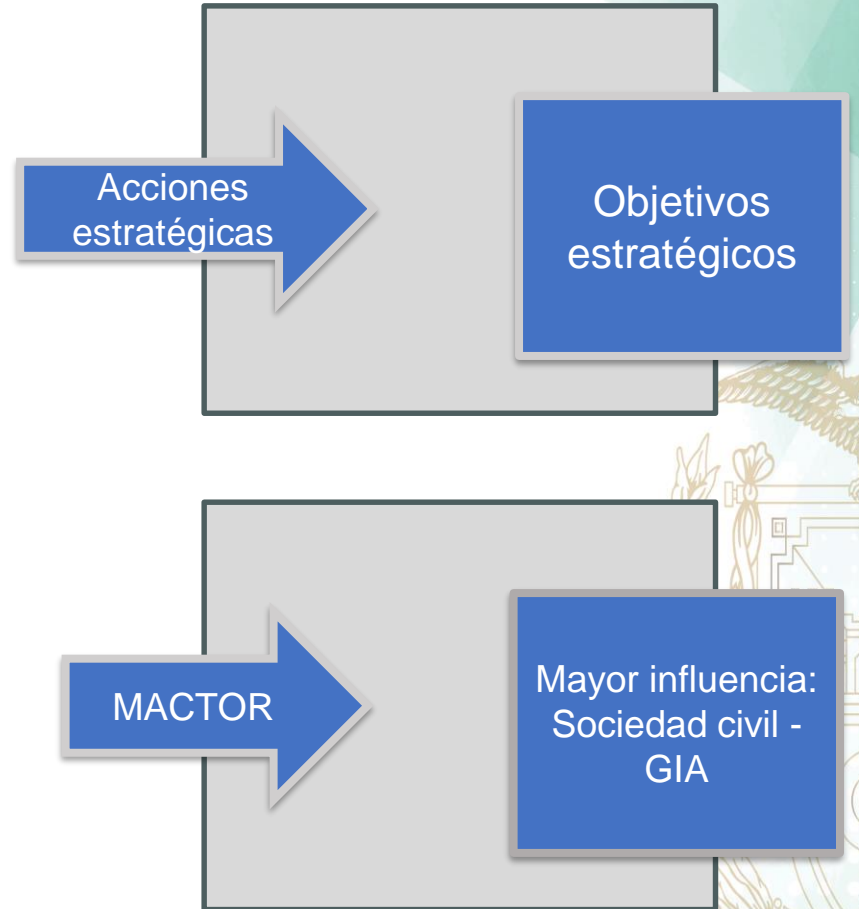 Acciones
estratégicas
Objetivos
estratégicos
MACTOR
Mayor influencia:
Sociedad civil -
GIA